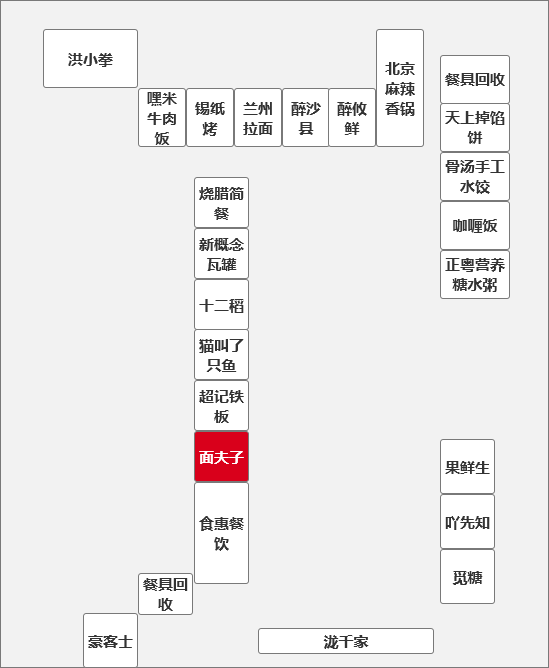 洪小拳
嘿米
牛肉
饭
锡纸
烤
兰州
拉面
醉沙
县
醉攸
鲜
北京
麻辣
香锅
餐具回收
天上掉馅
饼
骨汤手工
水饺
咖喱饭
正粤营养
糖水粥
烧腊简
餐
新概念
瓦罐
十二稻
猫叫了
只鱼
超记铁
板
面夫子
食惠餐
饮
餐具回
收
豪客士
果鲜生
吖先知
觅糖
泷千家